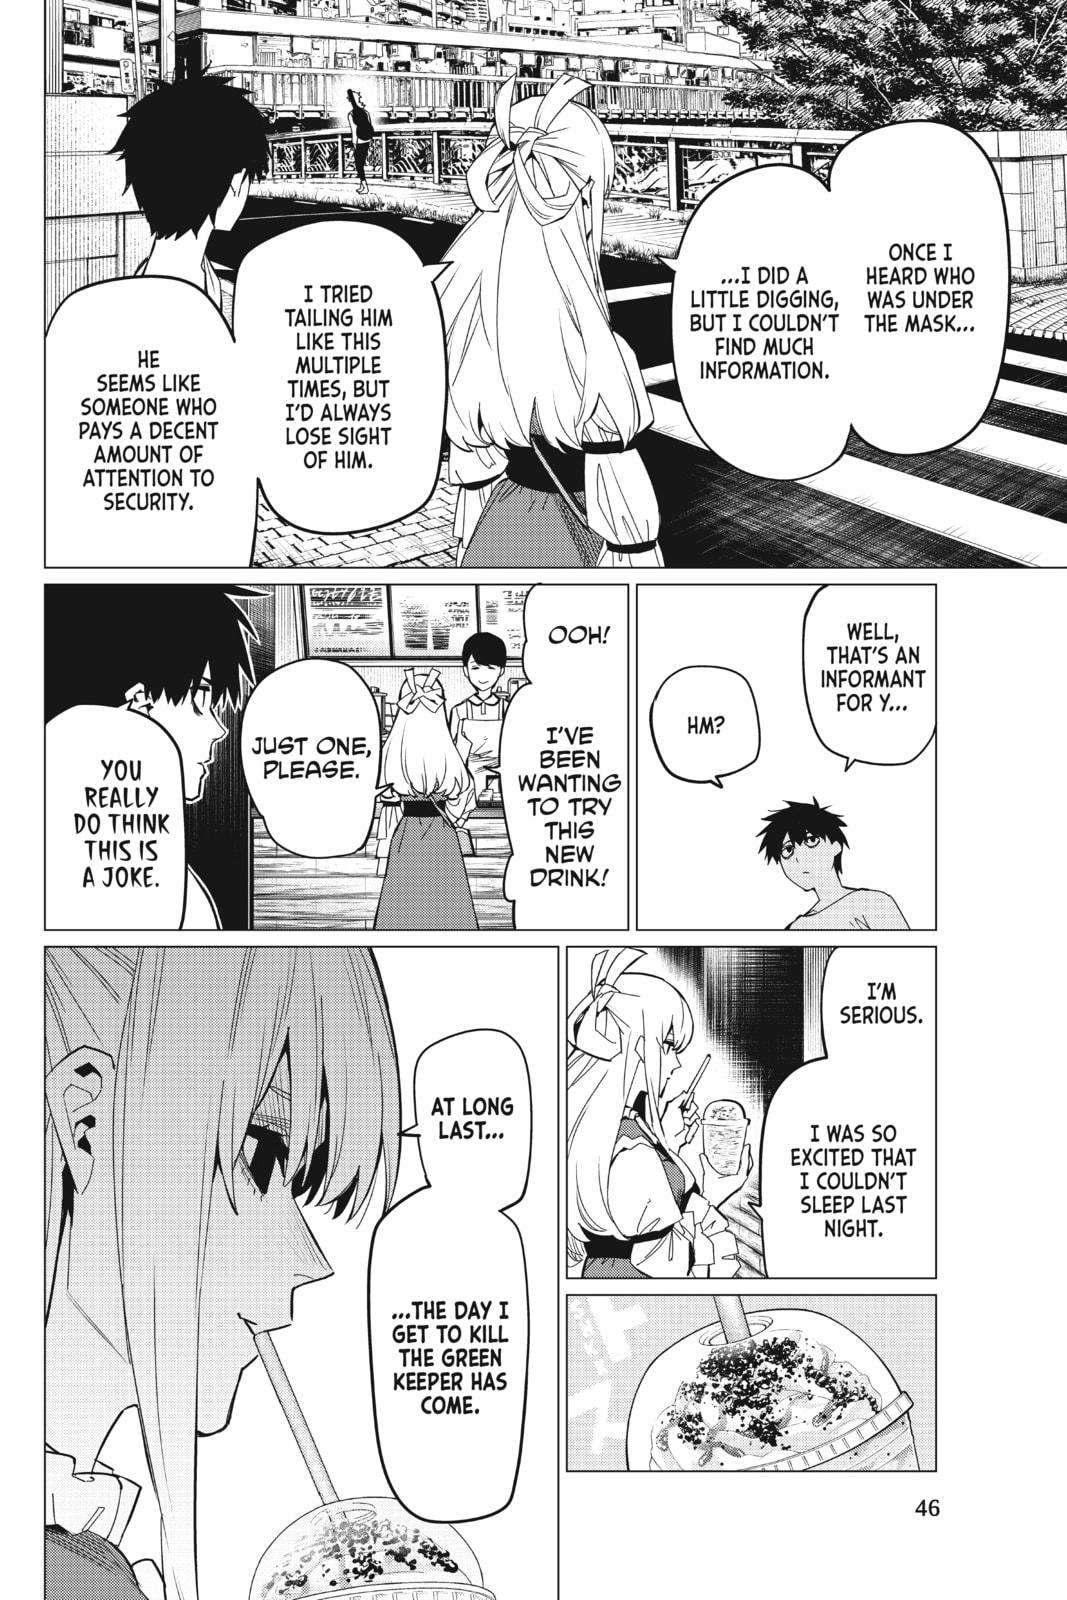 ONCE I
HEARD WHO
WAS UNDER
THE MASK...
...I DID A
LITTLE DIGGING,
BUT I COULDN'T
FIND MUCH
INFORMATION.
I TRIED
TAILING HIM
LIKE THIS
MULTIPLE
TIMES, BUT
I'D ALWAYS
LOSE SIGHT
OF HIM.
HE
SEEMS LIKE
SOMEONE WHO
PAYS A DECENT
AMOUNT OF
ATTENTION TO
SECURITY.
WELL,
THAT'S AN
INFORMANT
FOR Y...
HM?
OOH!
I'VE
BEEN
WANTING
TO TRY
THIS
NEW
DRINK!
JUST ONE,
PLEASE.
YOU
REALLY
DO THINK
THIS IS
A JOKE.
I'M
SERIOUS.
I WAS SO
EXCITED THAT
I COULDN'T
SLEEP LAST
NIGHT.
AT LONG
LAST...
...THE DAY I
GET TO KILL
THE GREEN
KEEPER HAS
COME.
46